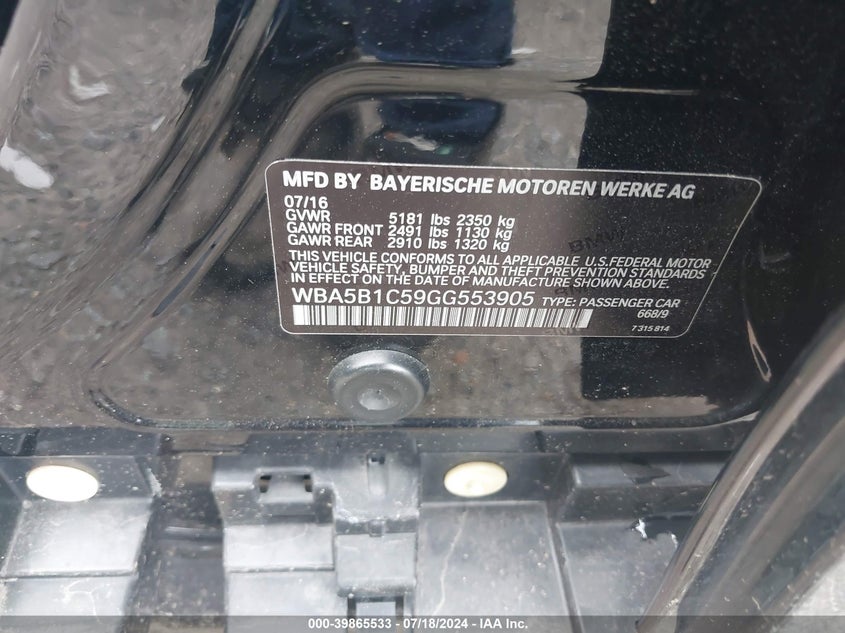 MFD BY BAYERISCHE MOTOREN WERKE AG
07/16
GVWR 5181 lbs 2350 kg
GAWR FRONT 2491 lbs 1130 kg
GAWR REAR 2910 lbs 1320 kg
THIS VEHICLE CONFORMS TO ALL APPLICABLE U.S.FEDERAL MOTOR
VEHICLE SAFETY, BUMPER AND THEFT PREVENTION STANDARDS
IN EFFECT ON THE DATE OF MANUFACTURE SHOWN ABOVE.
WBA5B1C59GG553905 TYPE: PASSENGER CAR
668/9
7 315 814
000-39865533 - 07/18/2024 - IAA Inc.